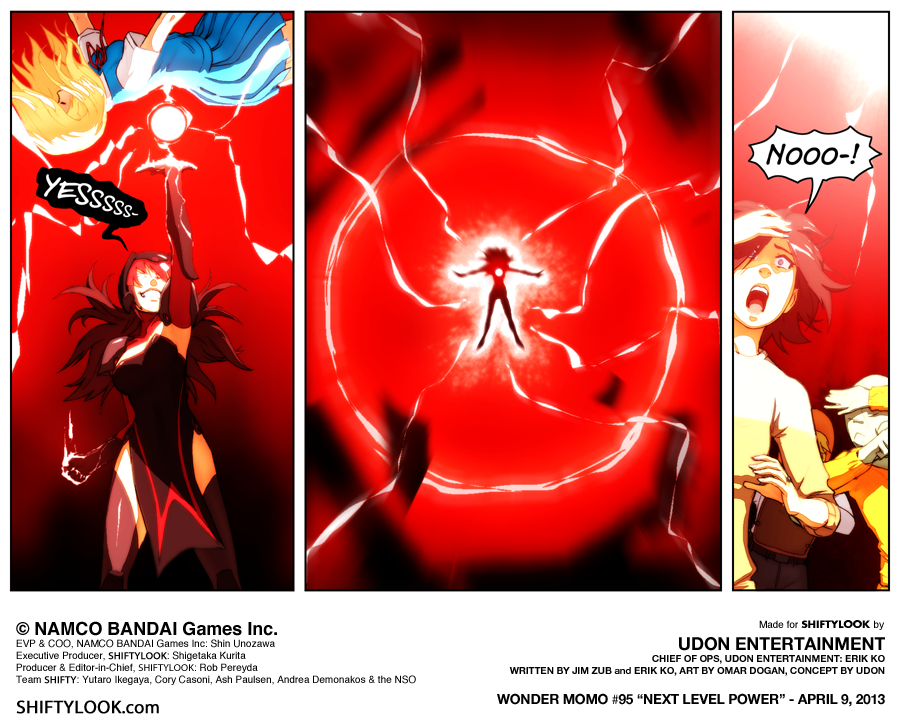 YESSSSS-
NOOO-!
© NAMCO BANDAI Games Inc.
EVP & COO, NAMCO BANDAI Games Inc: Shin Unozawa
Executive Producer, SHIFTYLOOK: Shigetaka Kurita
Producer & Editor-in-Chief, SHIFTYLOOK: Rob Pereyda
Team SHIFTY: Yutaro Ikegaya, Cory Casoni, Ash Paulsen, Andrea Demonakos & the NSO
SHIFTYLOOK.com
Made for SHIFTYLOOK by
UDON ENTERTAINMENT
CHIEF OF OPS, UDON ENTERTAINMENT: ERIK KO
WRITTEN BY JIM ZUB and ERIK KO, ART BY OMAR DOGAN, CONCEPT BY UDON
WONDER MOMO #95 “NEXT LEVEL POWER” - APRIL 9, 2013